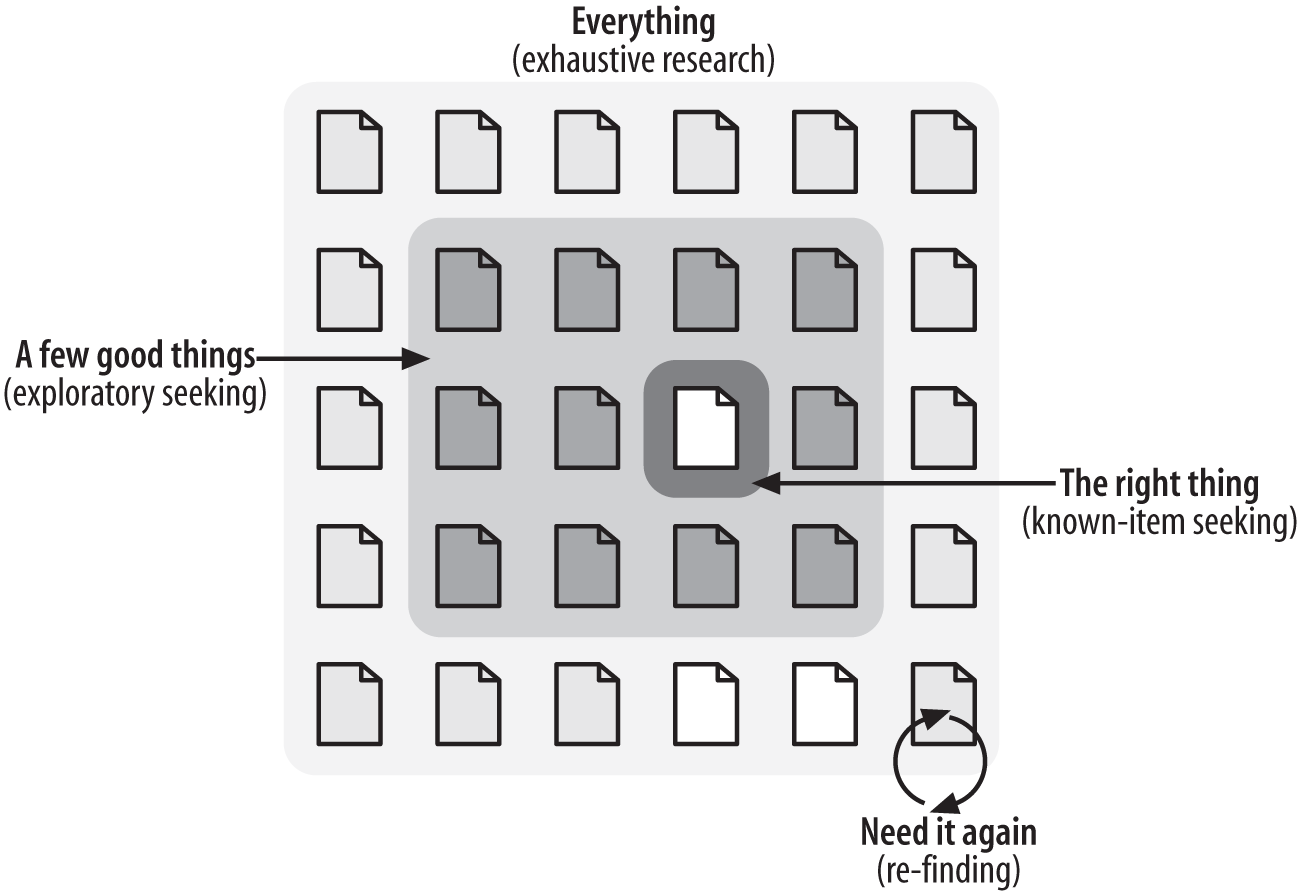 Everything
(exhaustive research)
A few good things
(exploratory seeking)
The right thing
(known-item seeking)
Need it again
(re-finding)